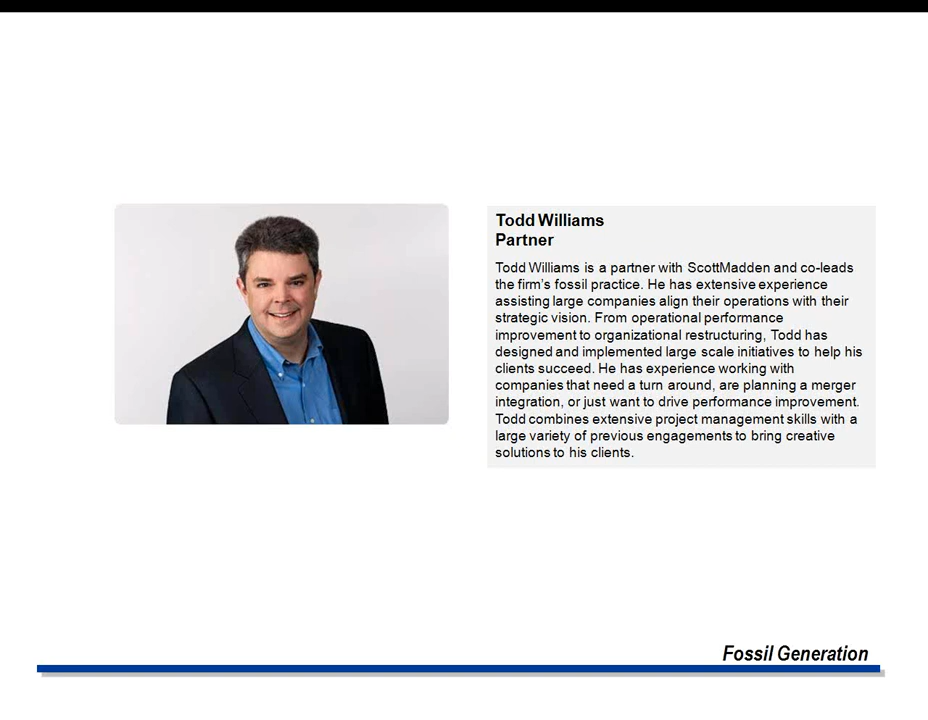 Todd Williams
Partner
Todd Williams is a partner with ScottMadden and co-leads
the firm's fossil practice. He has extensive experience
assisting large companies align their operations with their
strategic vision. From operational performance
improvement to organizational restructuring, Todd has
designed and implemented large scale initiatives to help his
clients succeed. He has experience working with
companies that need a turn around, are planning a merger
integration, or just want to drive performance improvement.
Todd combines extensive project management skills with a
large variety of previous engagements to bring creative
solutions to his clients.
Fossil Generation